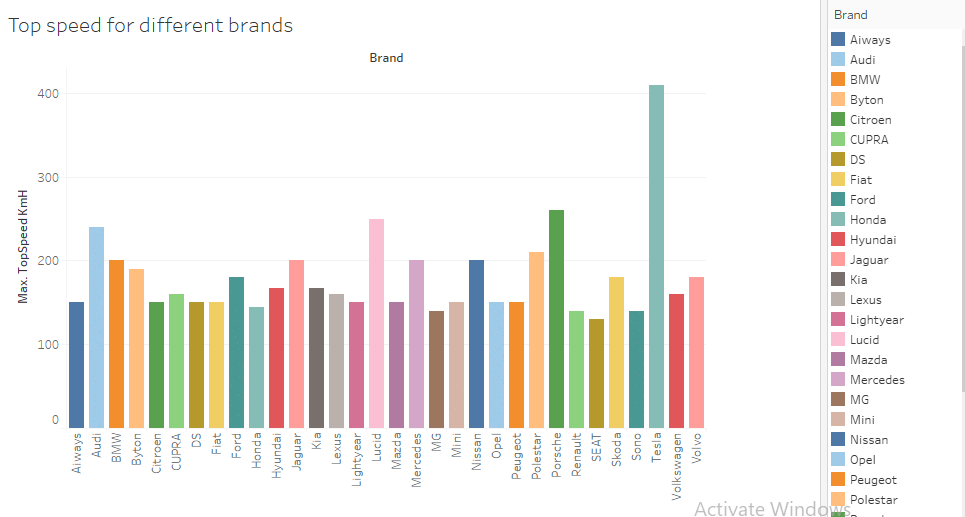 Top speed for different brands
Brand
Max. TopSpeed KmH
400
300
200
100
0
Aiways
Audi
BMW
Byton
Citroen
CUPRA
DS
Fiat
Ford
Honda
Hyundai
Jaguar
Kia
Lexus
Lightyear
Lucid
Mazda
Mercedes
MG
Mini
Nissan
Opel
Peugeot
Polestar
Porsche
Renault
SEAT
Skoda
Sono
Tesla
Volkswagen
Volvo
Brand
Aiways
Audi
BMW
Byton
Citroen
CUPRA
DS
Fiat
Ford
Honda
Hyundai
Jaguar
Kia
Lexus
Lightyear
Lucid
Mazda
Mercedes
MG
Mini
Nissan
Opel
Peugeot
Polestar
Activate Windows